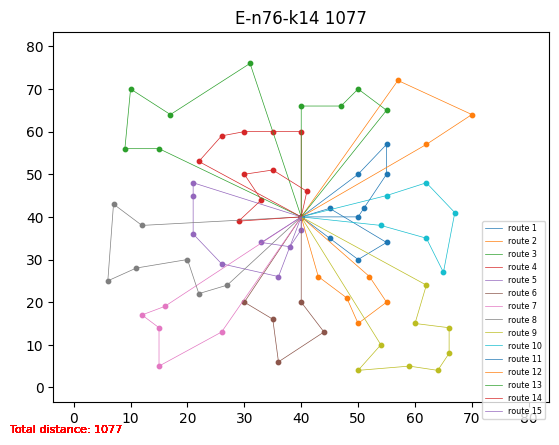 E-n76-k14 1077
80
70
60
50
40
30
20
10
0
0 10 20 30 40 50 60 70 80
route 1
route 2
route 3
route 4
route 5
route 6
route 7
route 8
route 9
route 10
route 11
route 12
route 13
route 14
route 15
Total distance: 1077